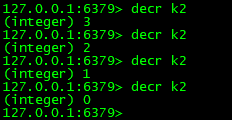 127.0.0.1:6379> decr k2
(integer) 3
127.0.0.1:6379> decr k2
(integer) 2
127.0.0.1:6379> decr k2
(integer) 1
127.0.0.1:6379> decr k2
(integer) 0
127.0.0.1:6379>